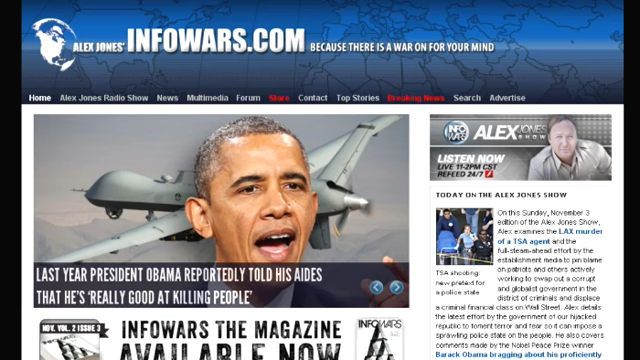 ALEX JONES' INFOWARS.COM BECAUSE THERE IS A WAR ON FOR YOUR MIND
Home Alex Jones Radio Show News Multimedia Forum Store Contact Top Stories Breaking News Search Advertise
LAST YEAR PRESIDENT OBAMA REPORTEDLY TOLD HIS AIDES
THAT HE'S 'REALLY GOOD AT KILLING PEOPLE'
NOV. VOL. 2 ISSUE 3
INFOWARS THE MAGAZINE
AVAILABLE NOW
INFOWARS
INFO WARS
ALEX JONES
SHOW
LISTEN NOW
LIVE 11-2PM CST
REFEED 24/7
TODAY ON THE ALEX JONES SHOW
On this Sunday, November 3
edition of the Alex Jones Show,
Alex examines the LAX murder
of a TSA agent and the
full-steam-ahead effort by the
establishment to pin blame
on patriots and others actively
working to swap out a corrupt
and globalist government in the
district of criminals and displace
TSA shooting:
new pretext for
a police state
a criminal financial class on Wall Street. Alex details
the latest effort by the government of our hijacked
republic to torment terror and fear so it can impose a
sprawling police state on the people. He also covers
comments made by the Nobel Peace Prize winner
Barack Obama bragging about his proficiently